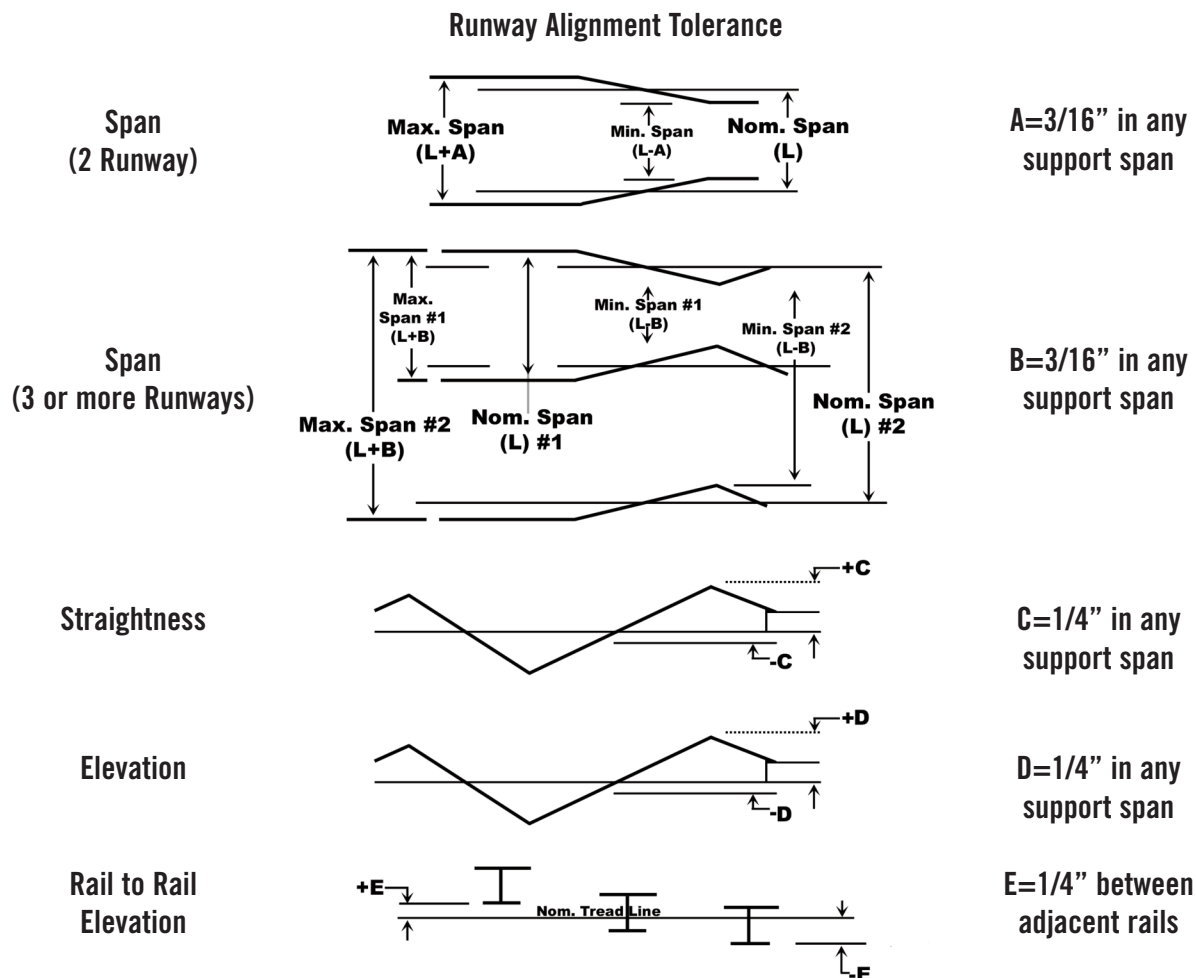 Runway Alignment Tolerance
Span
(2 Runway)
Max. Span
(L+A)
Min. Span
(L-A)
Nom. Span
(L)
A=3/16” in any
support span
Span
(3 or more Runways)
Max.
Span #1
(L+B)
Max. Span #2
(L+B)
Nom. Span
(L) #1
Min. Span #1
(L-B)
Min. Span #2
(L-B)
Nom. Span
(L) #2
B=3/16” in any
support span
Straightness
+C
-C
C=1/4” in any
support span
Elevation
+D
-D
D=1/4” in any
support span
Rail to Rail
Elevation
+E
Nom. Tread Line
-E
E=1/4” between
adjacent rails